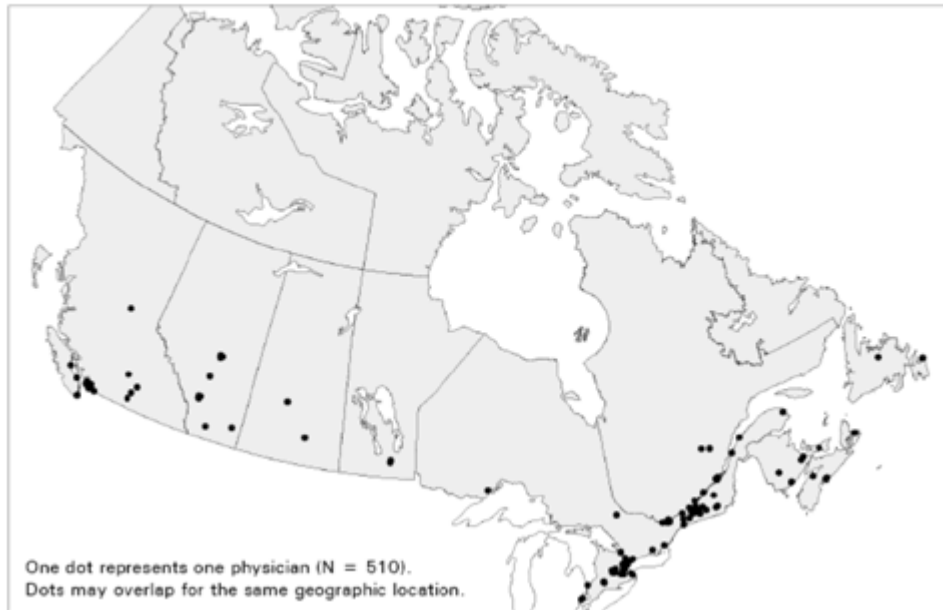 One dot represents one physician (N = 510).
Dots may overlap for the same geographic location.